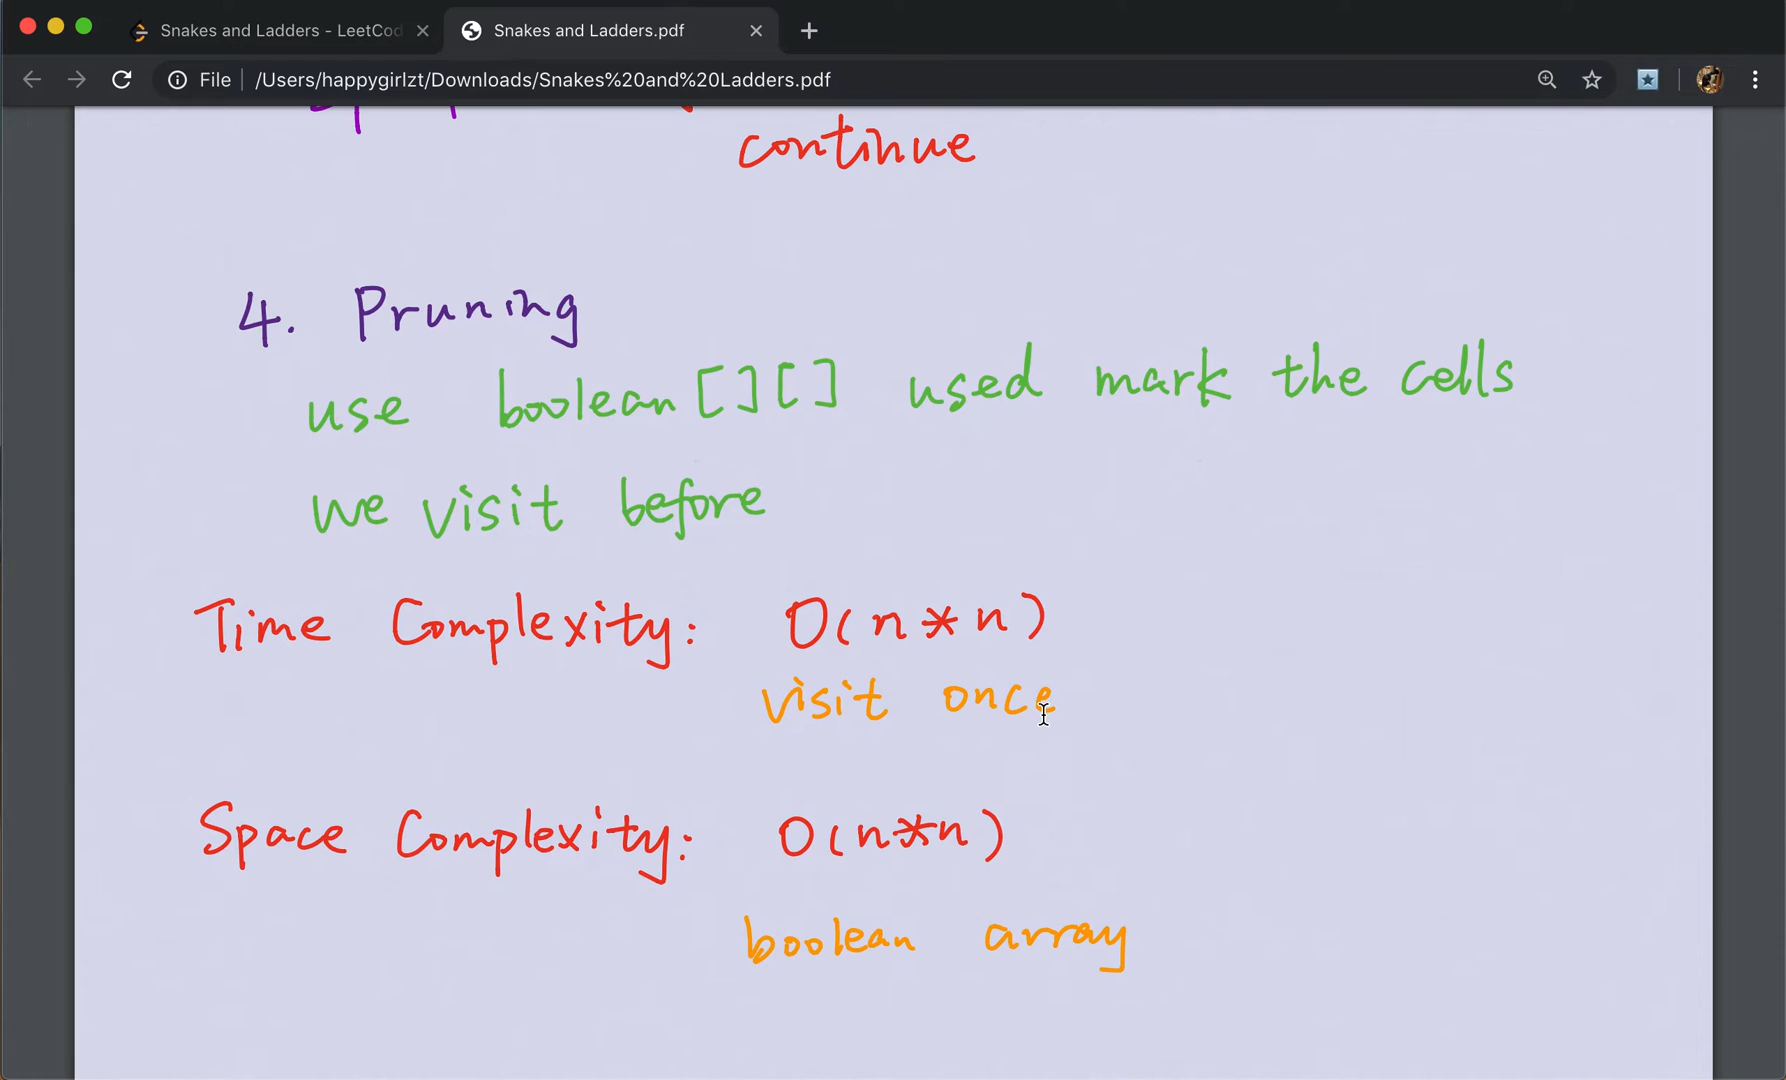 Snakes and Ladders - LeetCod
Snakes and Ladders.pdf
File /Users/happygirlzt/Downloads/Snakes%20and%20Ladders.pdf
continue
4. Pruning
use boolean[][] used mark the cells
we visit before
Time Complexity: O(n*n)
visit once
Space Complexity: O(n*n)
boolean array